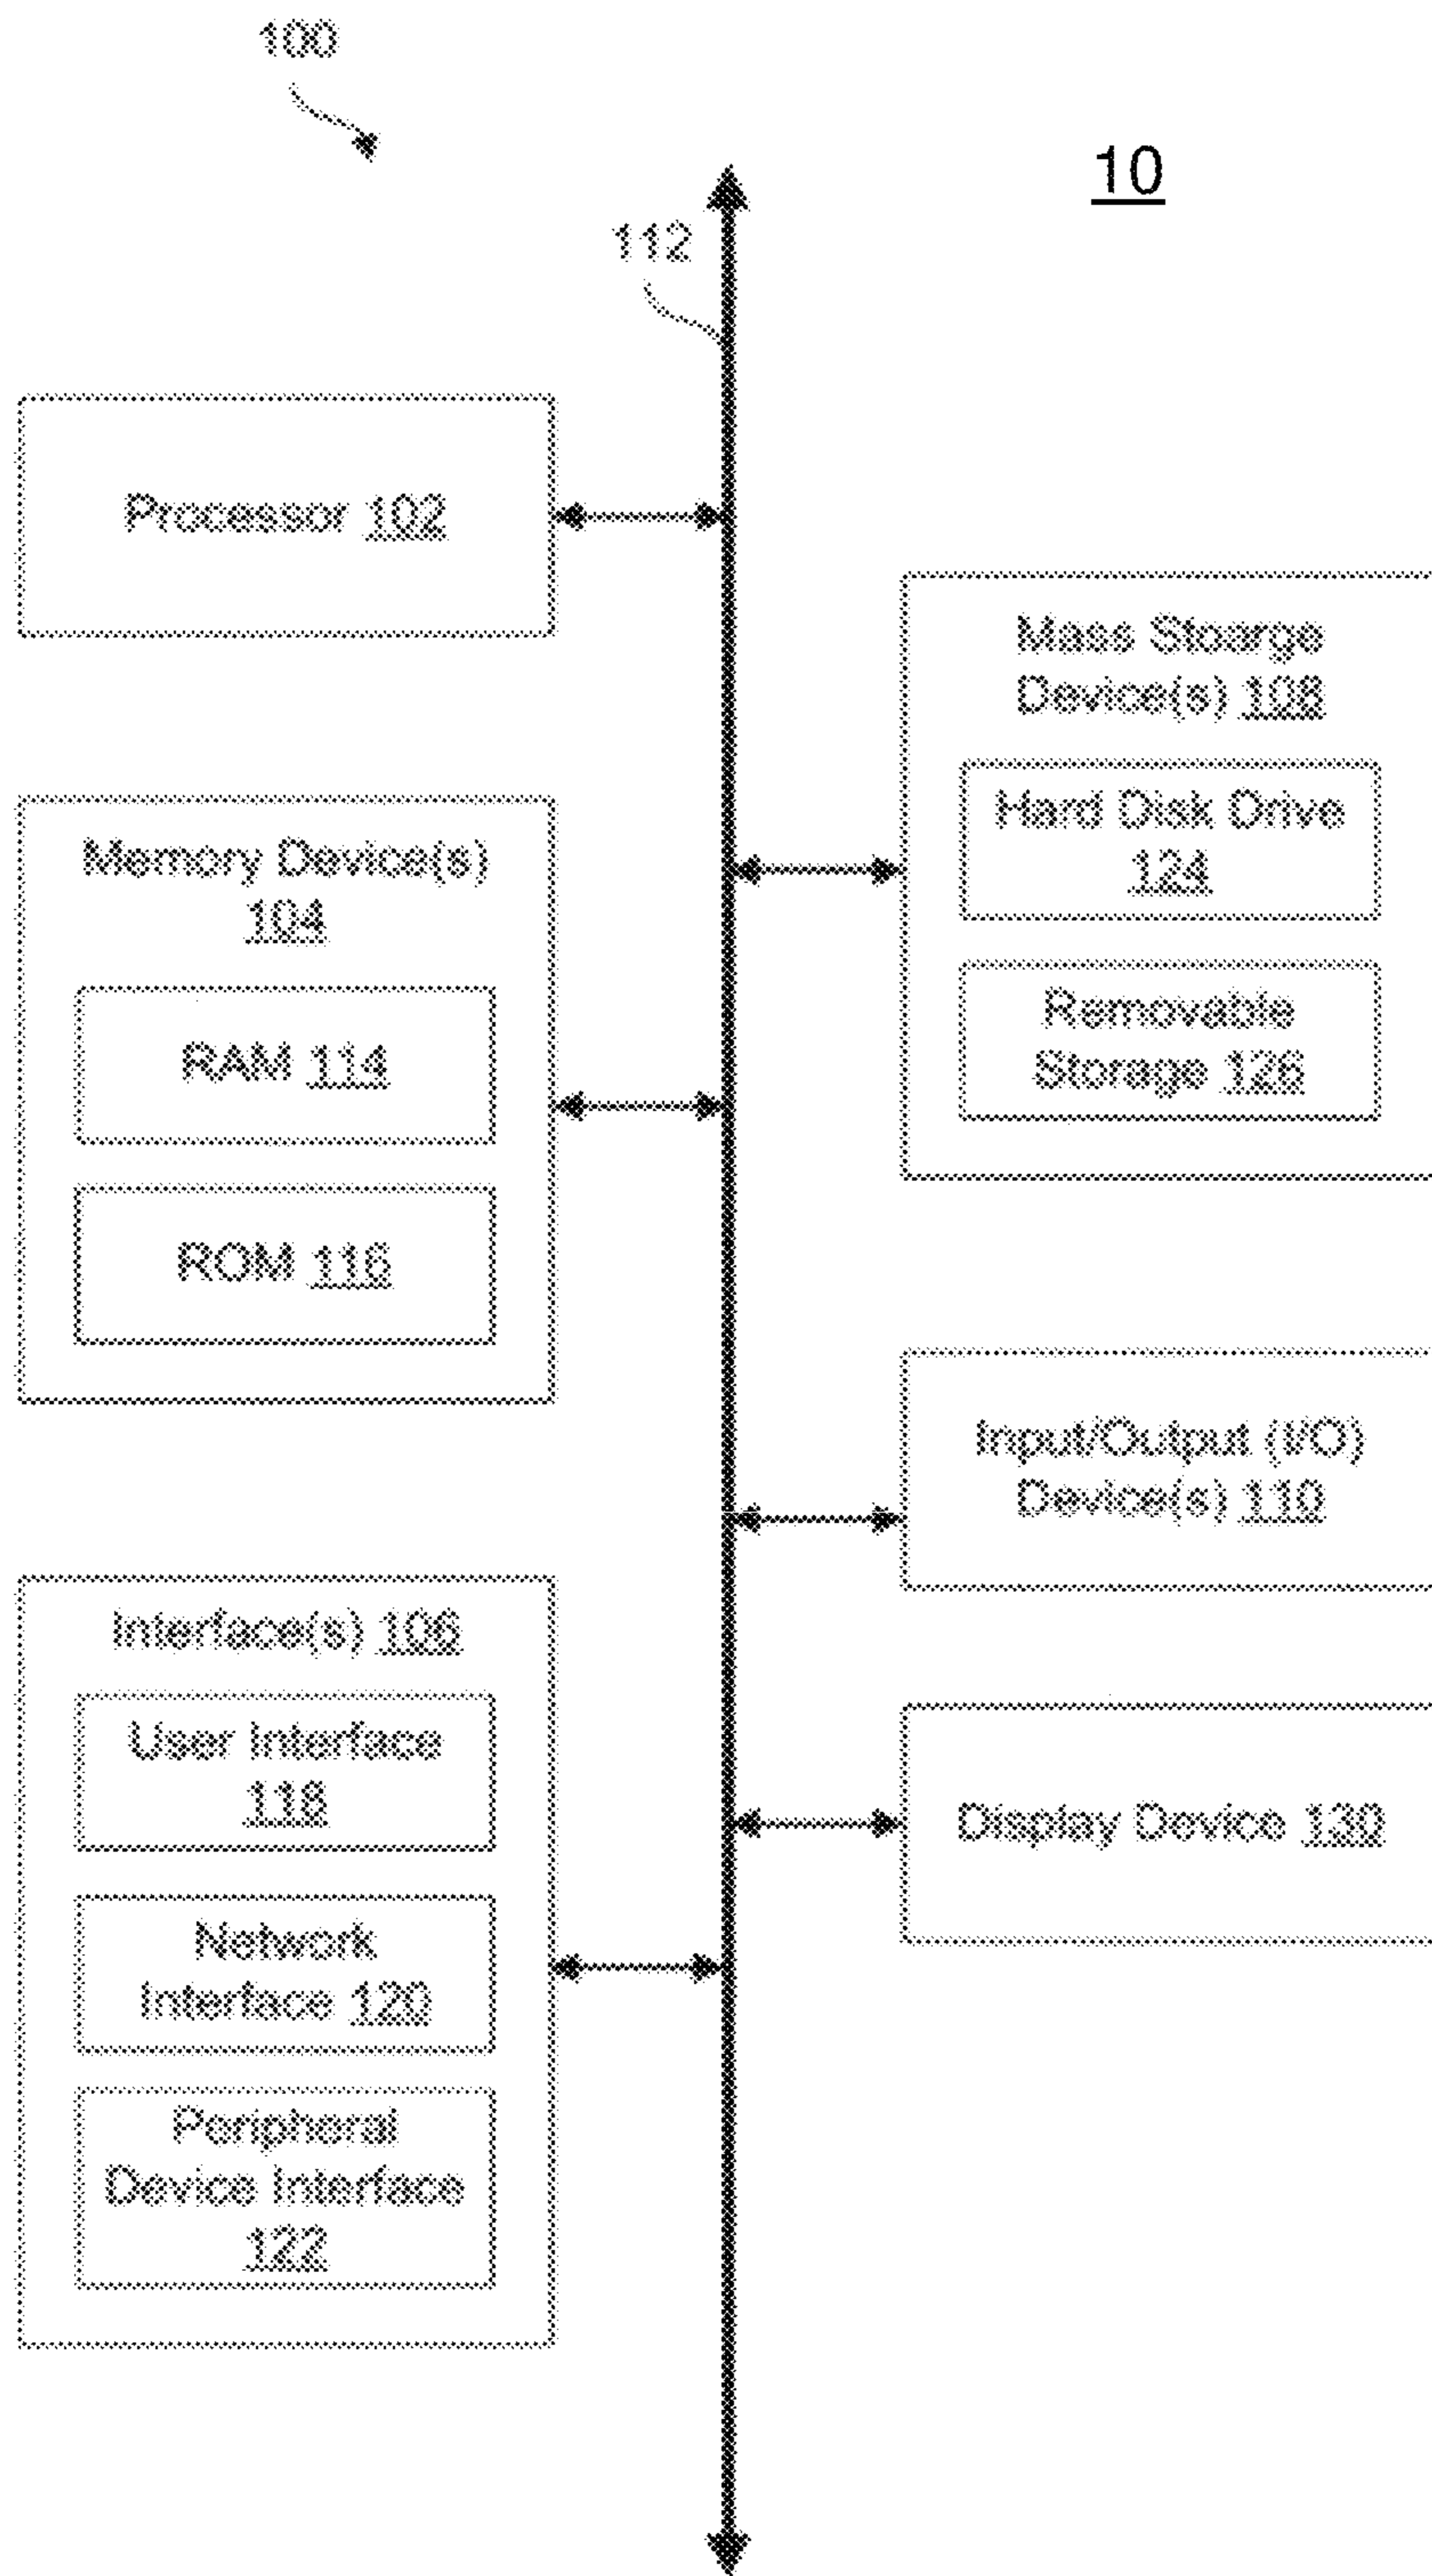 100
10
112
Processor 102
Mass Stoarge
Device(s) 108
Hard Disk Drive
124
Removable
Storage 126
Memory Device(s)
104
RAM 114
ROM 116
Input/Output (I/O)
Device(s) 110
Interface(s) 106
User Interface
118
Network
Interface 120
Peripheral
Device Interface
122
Display Device 130